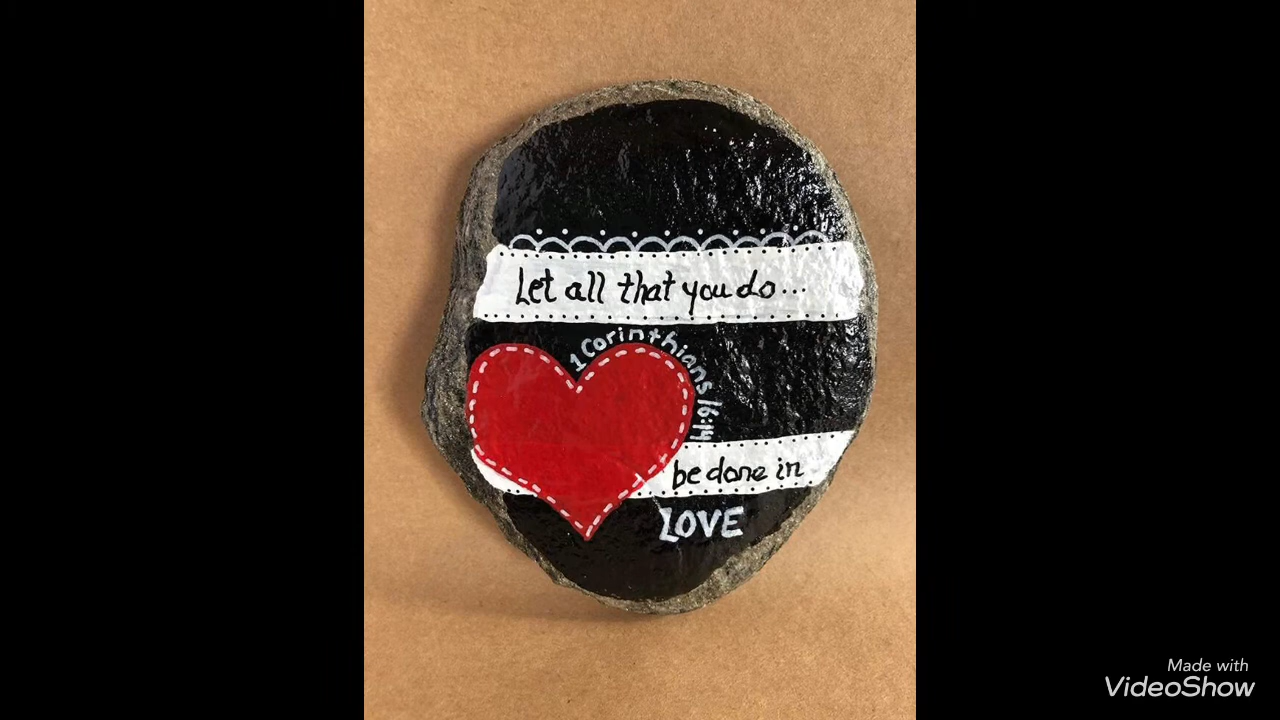 Let all that you do...
1 Corinthians 16:14
be done in
LOVE
Made with
VideoShow